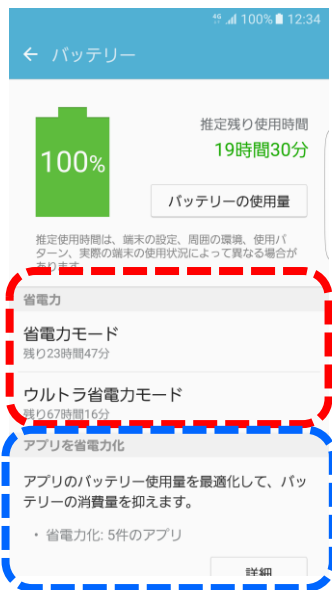 4G 100% 12:34
← バッテリー
推定残り使用時間
100%
19時間30分
バッテリーの使用量
推定使用時間は、端末の設定、周囲の環境、使用パ
ターン、実際の端末の使用状況によって異なる場合が
あります。
省電力
省電力モード
残り23時間47分
ウルトラ省電力モード
残り67時間16分
アプリを省電力化
アプリのバッテリー使用量を最適化して、バッ
テリーの消費量を抑えます。
・ 省電力化: 5件のアプリ
詳細